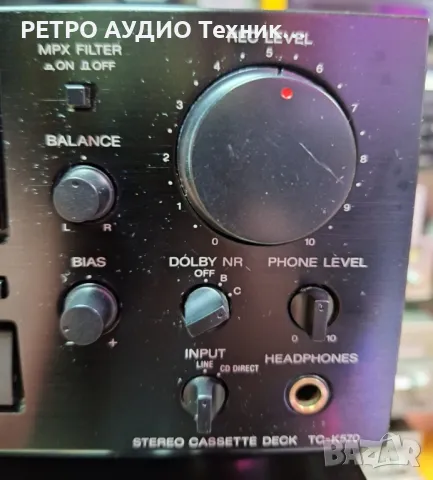 РЕТРО АУДИО Техник
REC LEVEL
MPX FILTER
ON OFF
0 1 2 3 4 5 6 7 8 9 10
BALANCE
L R
BIAS
- +
DOLBY NR
OFF
B
C
PHONE LEVEL
0 10
INPUT
LINE
CD DIRECT
HEADPHONES
STEREO CASSETTE DECK TC-K570
BAZAR